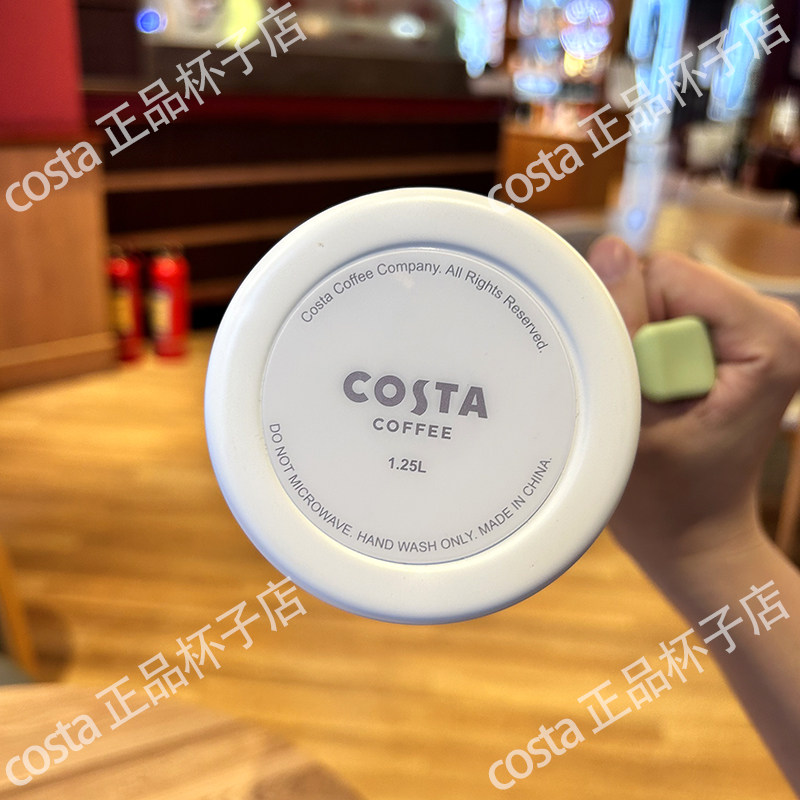 costa 正品杯子店
costa 正品杯子店
Costa Coffee Company. All Rights Reserved.
COSTA
COFFEE
1.25L
DO NOT MICROWAVE. HAND WASH ONLY. MADE IN CHINA.
costa 正品杯子店
costa 正品杯子店